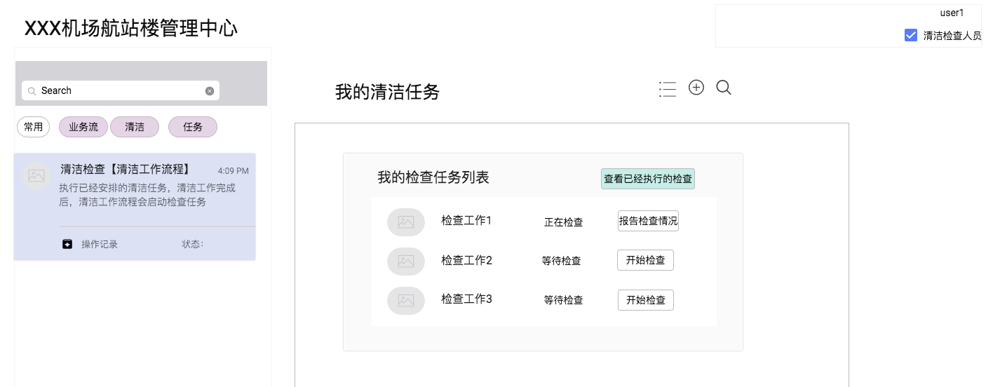 XXX机场航站楼管理中心
user1
清洁检查人员
Search
常用 业务流 清洁 任务
清洁检查【清洁工作流程】 4:09 PM
执行已经安排的清洁任务，清洁工作完成
后，清洁工作流程会启动检查任务
操作记录 状态：
我的清洁任务
我的检查任务列表 查看已经执行的检查
检查工作1 正在检查 报告检查情况
检查工作2 等待检查 开始检查
检查工作3 等待检查 开始检查